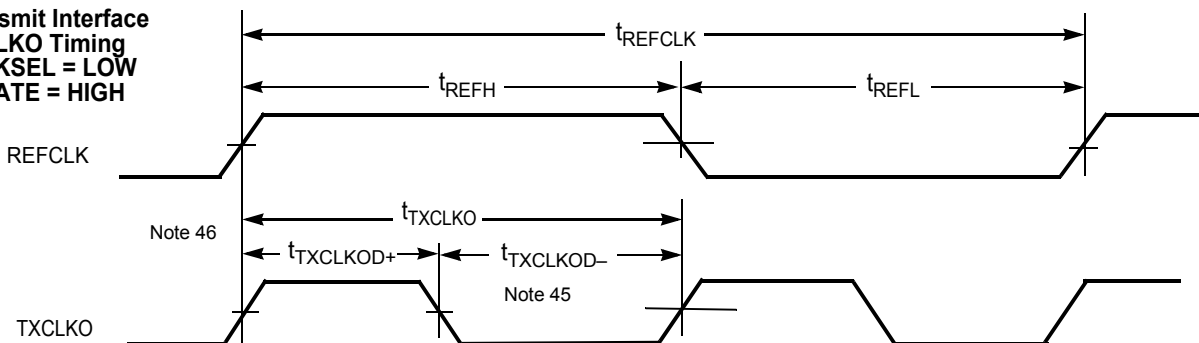 smit Interface
LKO Timing
KSEL = LOW
ATE = HIGH
tREFCLK
tREFH
tREFL
REFCLK
tTXCLKO
Note 46
tTXCLKOD+
tTXCLKOD–
Note 45
TXCLKO